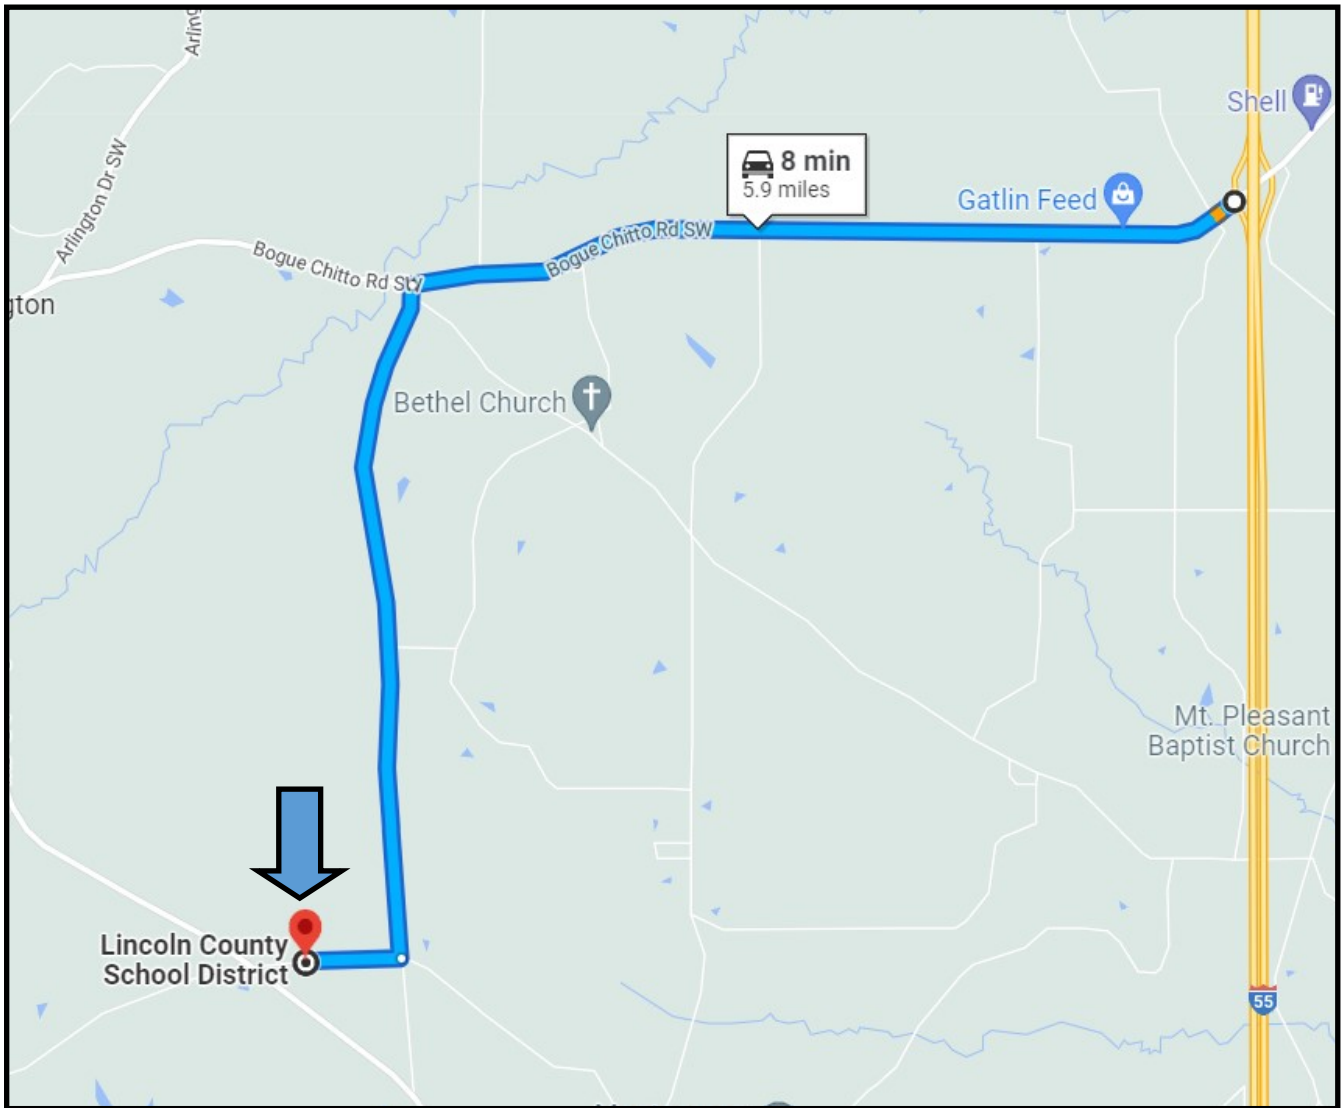 Arling
Shell
8 min
5.9 miles
Arlington Dr SW
Gatlin Feed
Bogue Chitto Rd SW
Bogue Chitto Rd SW
gton
Bethel Church
Mt. Pleasant
Baptist Church
Lincoln County
School District
55